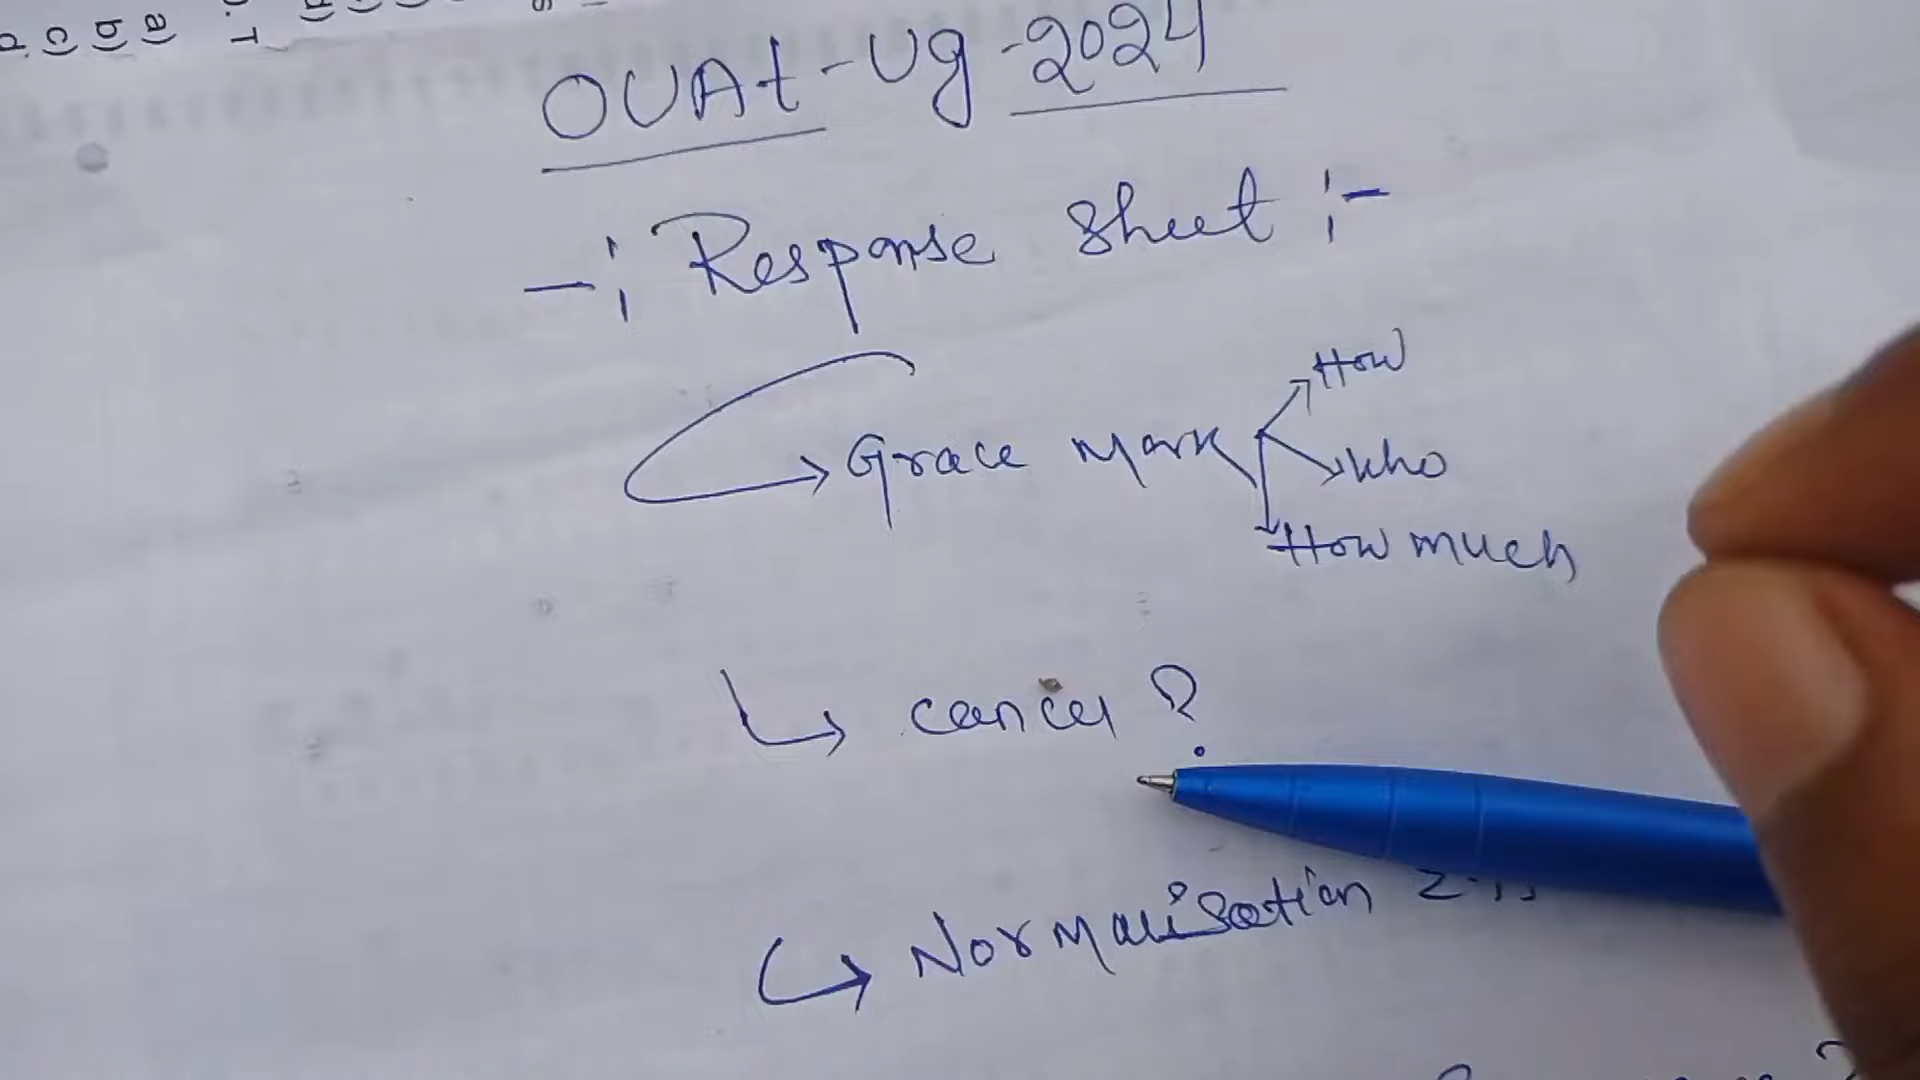 OUAt-Ug-2024
-: Response Sheet :-
→ Grace Mark
→ How
→ who
→ How much
↳ cancel ?
↪ Normalisation